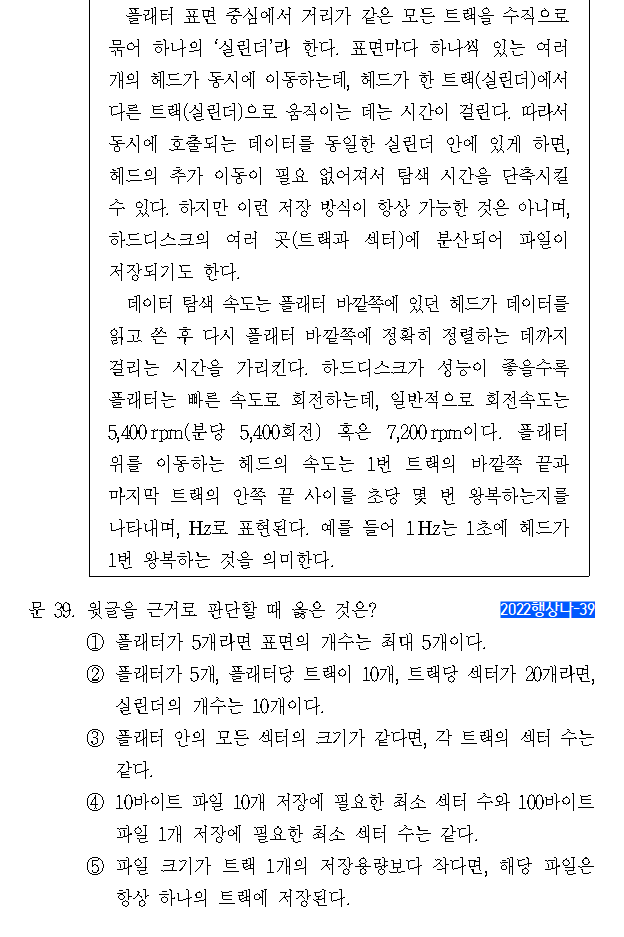 플래터 표면 중심에서 거리가 같은 모든 트랙을 수직으로
묶어 하나의 ‘실린더’라 한다. 표면마다 하나씩 있는 여러
개의 헤드가 동시에 이동하는데, 헤드가 한 트랙(실린더)에서
다른 트랙(실린더)으로 움직이는 데는 시간이 걸린다. 따라서
동시에 호출되는 데이터를 동일한 실린더 안에 있게 하면,
헤드의 추가 이동이 필요 없어져서 탐색 시간을 단축시킬
수 있다. 하지만 이런 저장 방식이 항상 가능한 것은 아니며,
하드디스크의 여러 곳(트랙과 섹터)에 분산되어 파일이
저장되기도 한다.
데이터 탐색 속도는 플래터 바깥쪽에 있던 헤드가 데이터를
읽고 쓴 후 다시 플래터 바깥쪽에 정확히 정렬하는 데까지
걸리는 시간을 가리킨다. 하드디스크가 성능이 좋을수록
플래터는 빠른 속도로 회전하는데, 일반적으로 회전속도는
5,400rpm(분당 5,400회전) 혹은 7,200rpm이다. 플래터
위를 이동하는 헤드의 속도는 1번 트랙의 바깥쪽 끝과
마지막 트랙의 안쪽 끝 사이를 초당 몇 번 왕복하는지를
나타내며, Hz로 표현된다. 예를 들어 1Hz는 1초에 헤드가
1번 왕복하는 것을 의미한다.
문 39. 윗글을 근거로 판단할 때 옳은 것은? 2022행상나-39
① 플래터가 5개라면 표면의 개수는 최대 5개이다.
② 플래터가 5개, 플래터당 트랙이 10개, 트랙당 섹터가 20개라면,
실린더의 개수는 10개이다.
③ 플래터 안의 모든 섹터의 크기가 같다면, 각 트랙의 섹터 수는
같다.
④ 10바이트 파일 10개 저장에 필요한 최소 섹터 수와 100바이트
파일 1개 저장에 필요한 최소 섹터 수는 같다.
⑤ 파일 크기가 트랙 1개의 저장용량보다 작다면, 해당 파일은
항상 하나의 트랙에 저장된다.